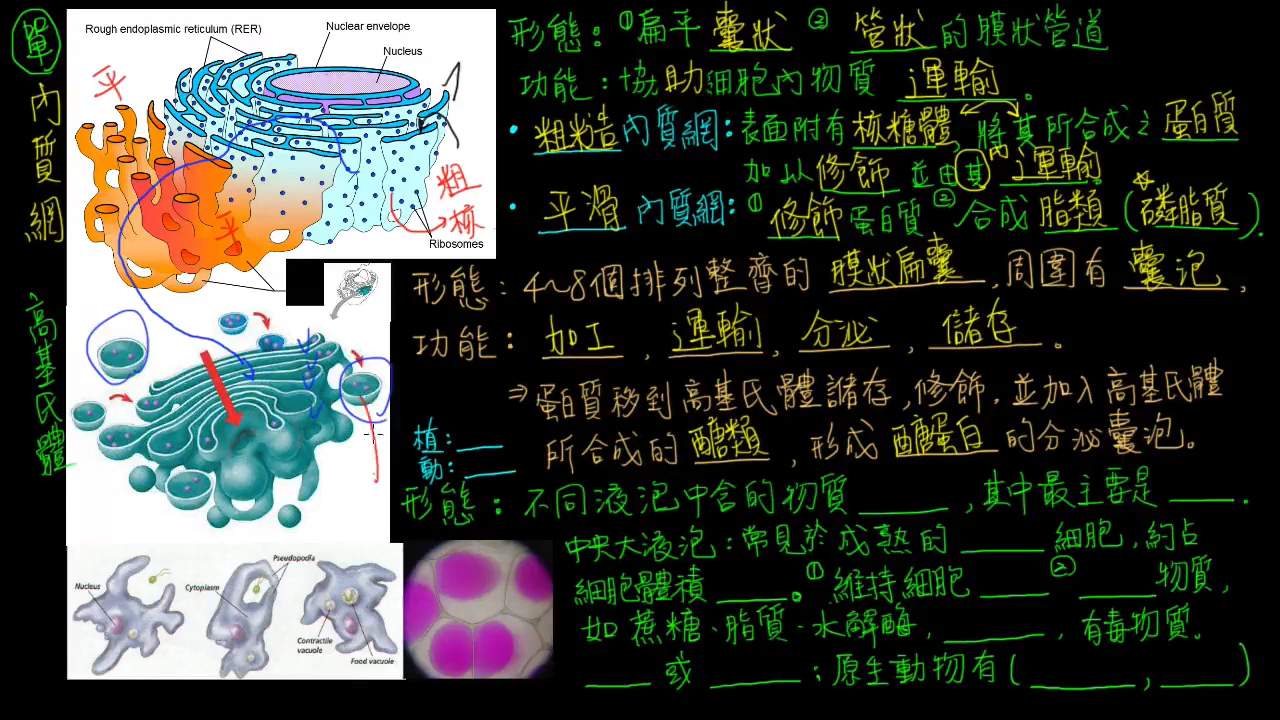 單
內質網
高基氏體
Rough endoplasmic reticulum (RER)
Nuclear envelope
Nucleus
平
平
粗
→核
Ribosomes
形態：①扁平囊狀 ② 管狀的膜狀管道
功能：協助細胞內物質 運輸。
・粗糙內質網：表面附有核糖體，將其所合成之蛋白質
加以修飾 並由其內運輸。
・平滑 內質網：①修飾蛋白質 ②合成 脂類 (磷脂質)。
形態：4~8個排列整齊的膜狀扁囊，周圍有囊泡，
功能：加工，運輸，分泌，儲存。
⇒蛋白質移到高基氏體儲存，修飾，並加入高基氏體
所合成的醣類，形成醣蛋白的分泌囊泡。
植：___
動：___
形態：不同液泡中含的物質____，其中最主要是____．
中央大液泡：常見於成熟的____細胞，約占
細胞體積____。①維持細胞____ ②____物質，
如蔗糖、脂質、水解酶，____，有毒物質。
____或____：原生動物有(____,____)
Nucleus
Cytoplasm
Pseudopodia
Contractile vacuole
Food vacuole